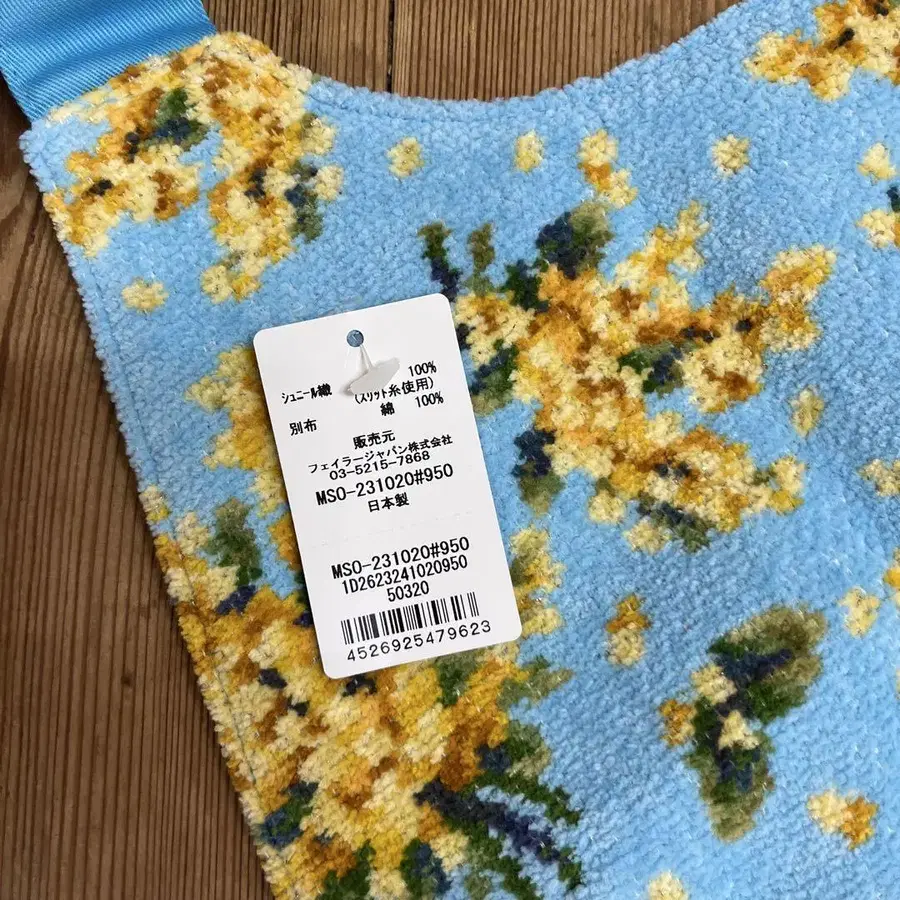 100%
シュニール織 (スリット糸使用)
綿 100%
別布
販売元
フェイラージャパン株式会社
03-5215-7868
MSO-231020#950
日本製
MSO-231020#950
1D2623241020950
50320
4526925479623